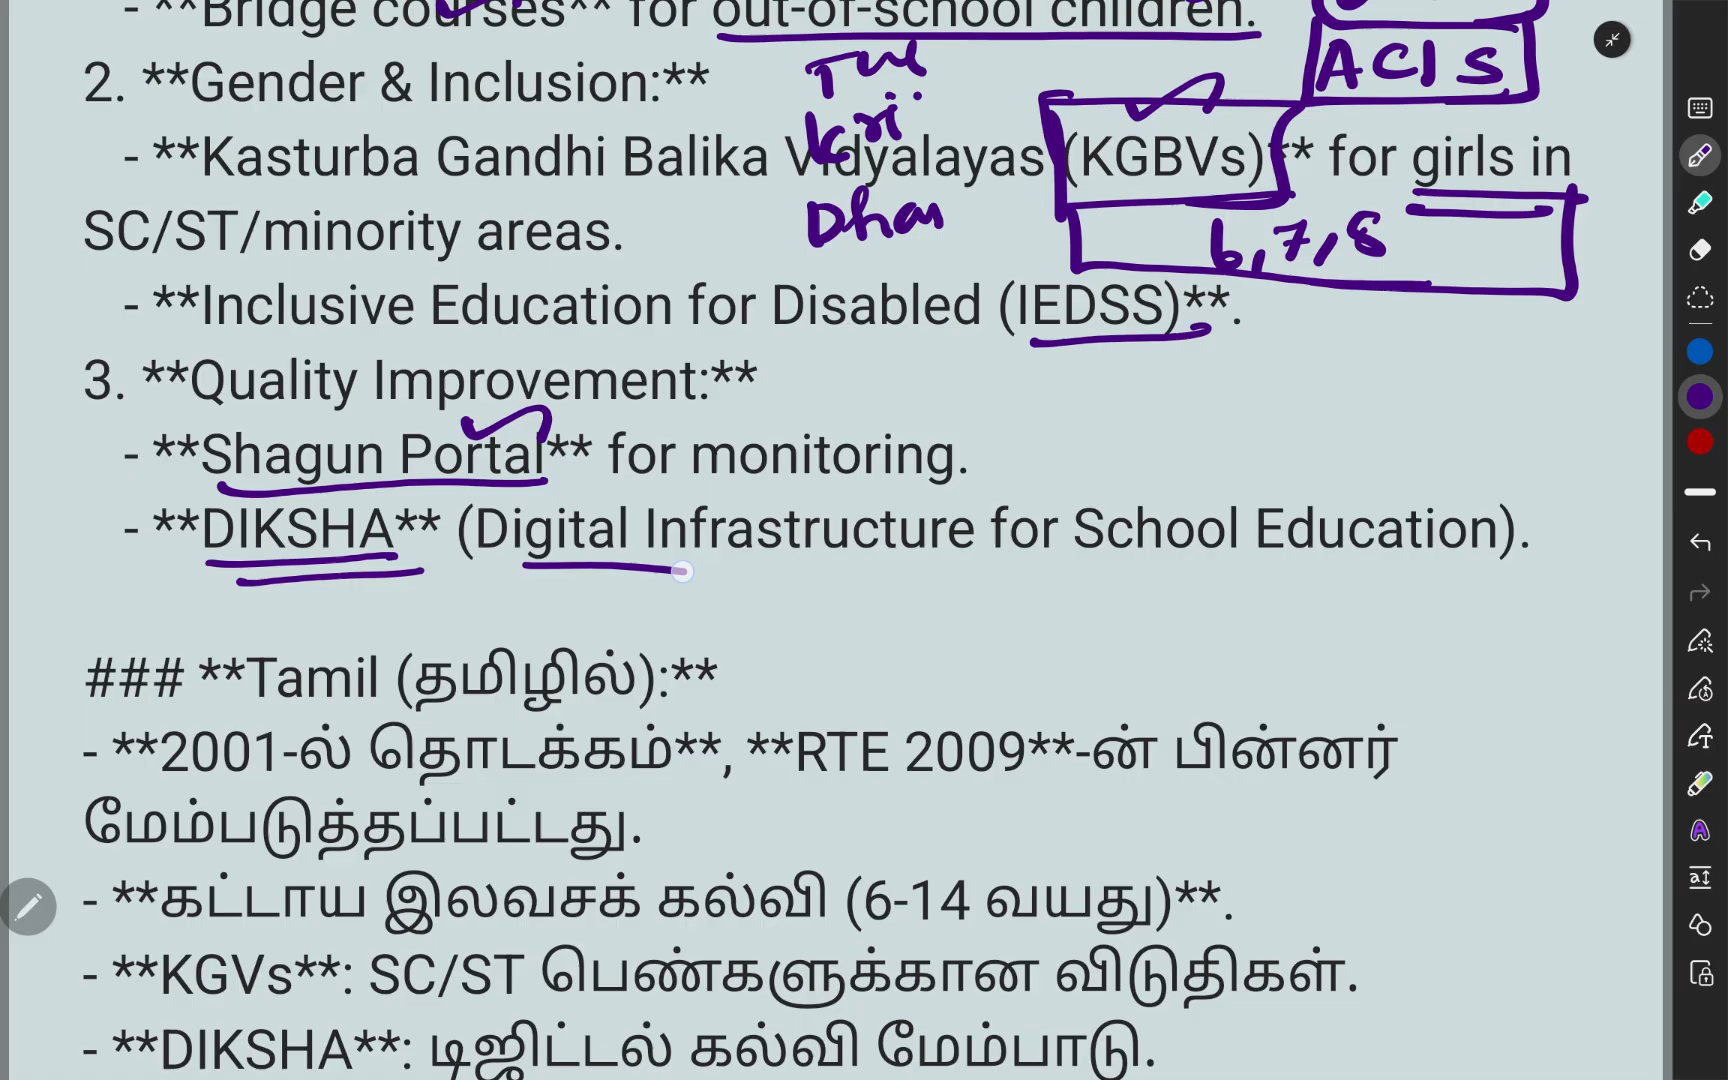 - **Bridge courses** for out-of-school children.
ACIS
2. **Gender & Inclusion:**
Kri
- **Kasturba Gandhi Balika Vidyalayas (KGBVs)** for girls in
SC/ST/minority areas.
6,7,8
- **Inclusive Education for Disabled (IEDSS)**.
3. **Quality Improvement:**
- **Shagun Portal** for monitoring.
- **DIKSHA** (Digital Infrastructure for School Education).
### **Tamil (தமிழில்):**
- **2001-ல் தொடக்கம்**, **RTE 2009**-ன் பின்னர்
மேம்படுத்தப்பட்டது.
- **கட்டாய இலவசக் கல்வி (6-14 வயது)**.
- **KGVs**: SC/ST பெண்களுக்கான விடுதிகள்.
- **DIKSHA**: டிஜிட்டல் கல்வி மேம்பாடு.